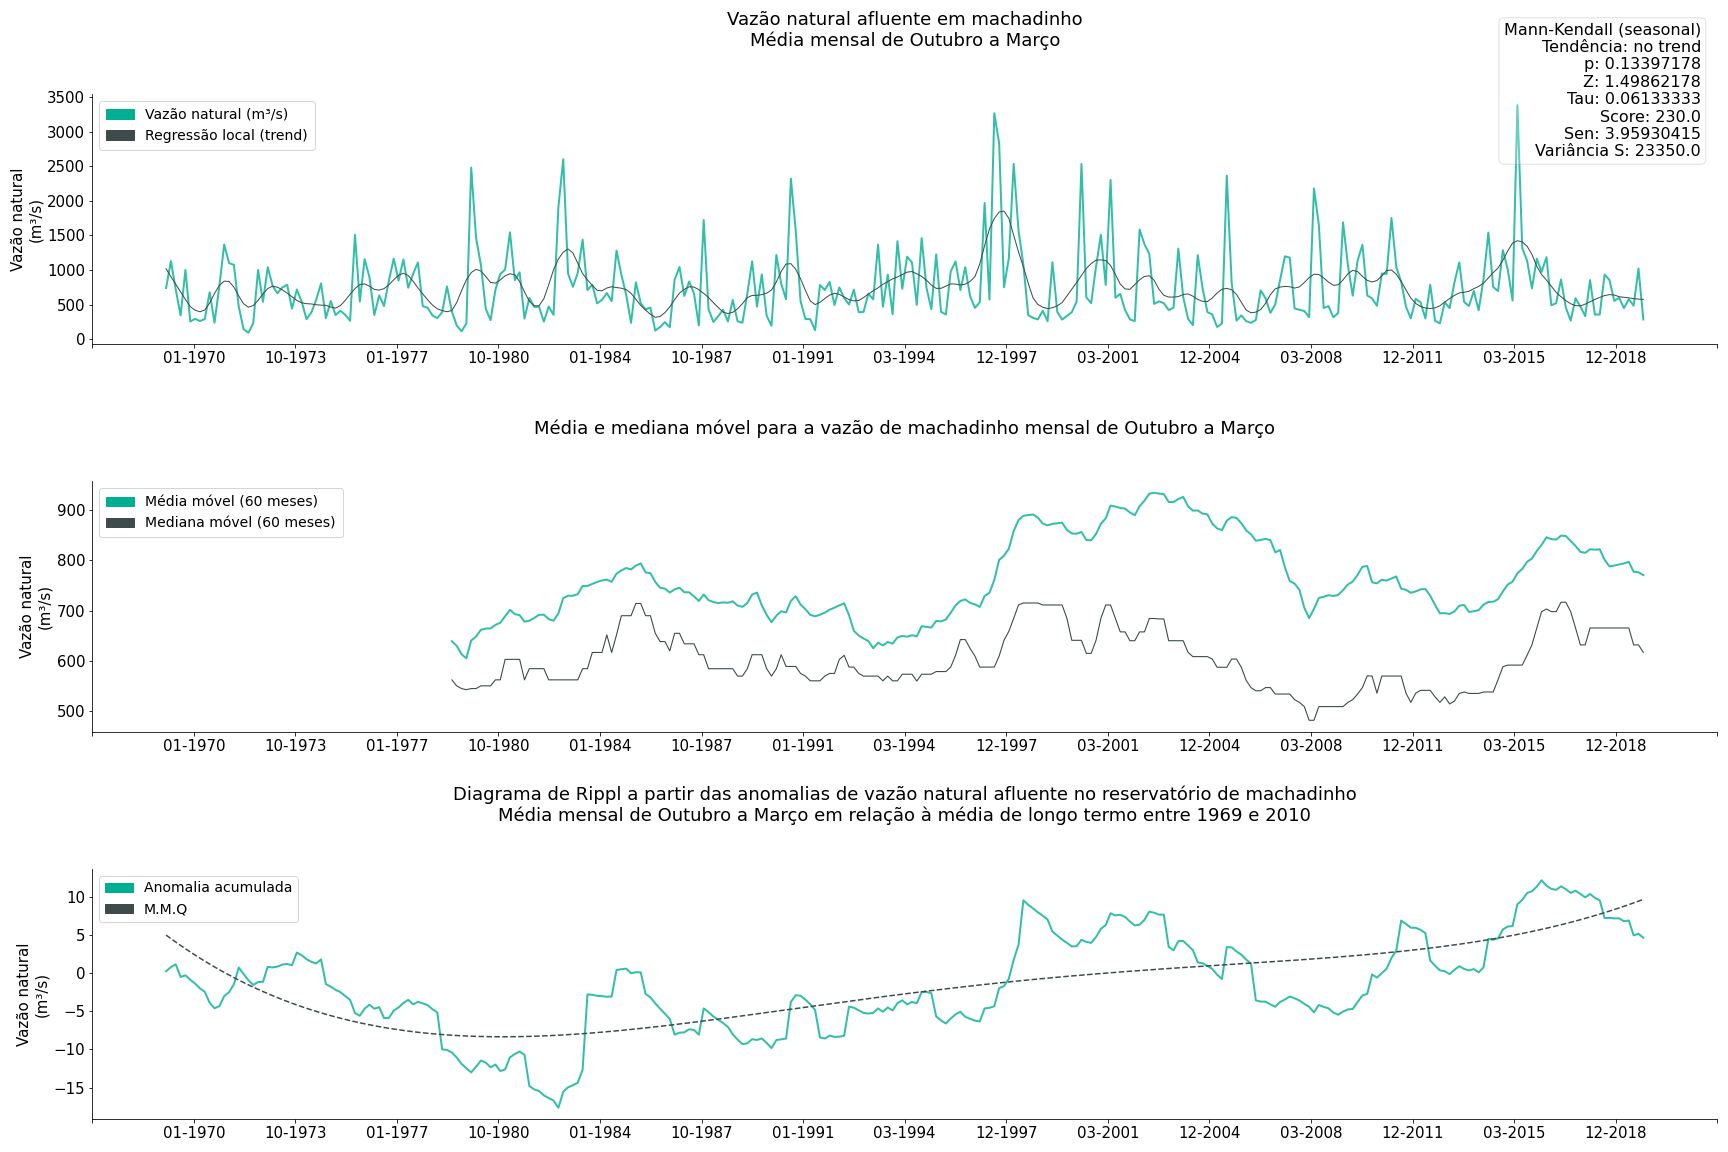 Vazão natural afluente em machadinho
Média mensal de Outubro a Março
Mann-Kendall (seasonal)
Tendência: no trend
p: 0.13397178
Z: 1.49862178
Tau: 0.06133333
Score: 230.0
Sen: 3.95930415
Variância S: 23350.0
Vazão natural (m³/s)
Regressão local (trend)
Vazão natural
(m³/s)
3500
3000
2500
2000
1500
1000
500
0
01-1970 10-1973 01-1977 10-1980 01-1984 10-1987 01-1991 03-1994 12-1997 03-2001 12-2004 03-2008 12-2011 03-2015 12-2018
Média e mediana móvel para a vazão de machadinho mensal de Outubro a Março
Média móvel (60 meses)
Mediana móvel (60 meses)
Vazão natural
(m³/s)
900
800
700
600
500
01-1970 10-1973 01-1977 10-1980 01-1984 10-1987 01-1991 03-1994 12-1997 03-2001 12-2004 03-2008 12-2011 03-2015 12-2018
Diagrama de Rippl a partir das anomalias de vazão natural afluente no reservatório de machadinho
Média mensal de Outubro a Março em relação à média de longo termo entre 1969 e 2010
Anomalia acumulada
M.M.Q
Vazão natural
(m³/s)
10
5
0
−5
−10
−15
01-1970 10-1973 01-1977 10-1980 01-1984 10-1987 01-1991 03-1994 12-1997 03-2001 12-2004 03-2008 12-2011 03-2015 12-2018